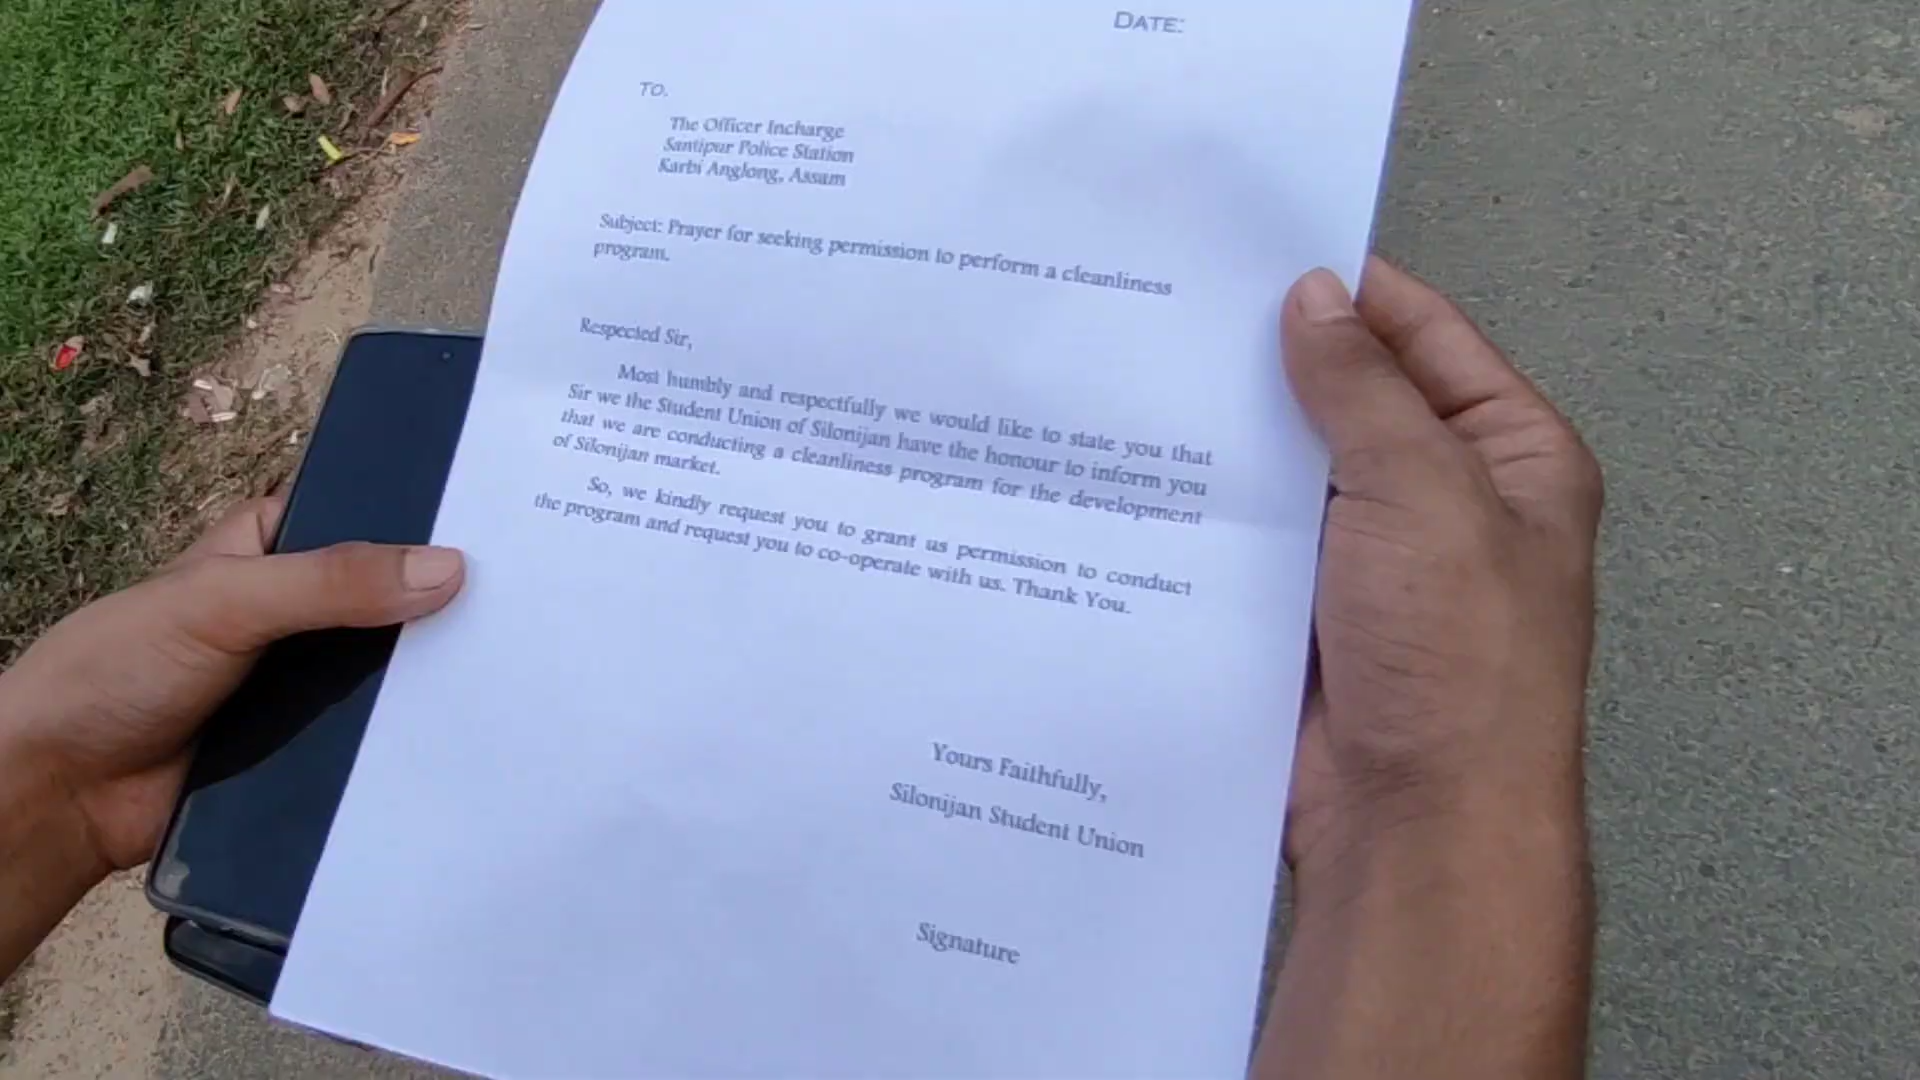 DATE:
TO.
The Officer Incharge
Santipur Police Station
Karbi Anglong, Assam
Subject: Prayer for seeking permission to perform a cleanliness
program.
Respected Sir,
Most humbly and respectfully we would like to state you that
Sir we the Student Union of Silonijan have the honour to inform you
that we are conducting a cleanliness program for the development
of Silonijan market.
So, we kindly request you to grant us permission to conduct
the program and request you to co-operate with us. Thank You.
Yours Faithfully,
Silonijan Student Union
Signature